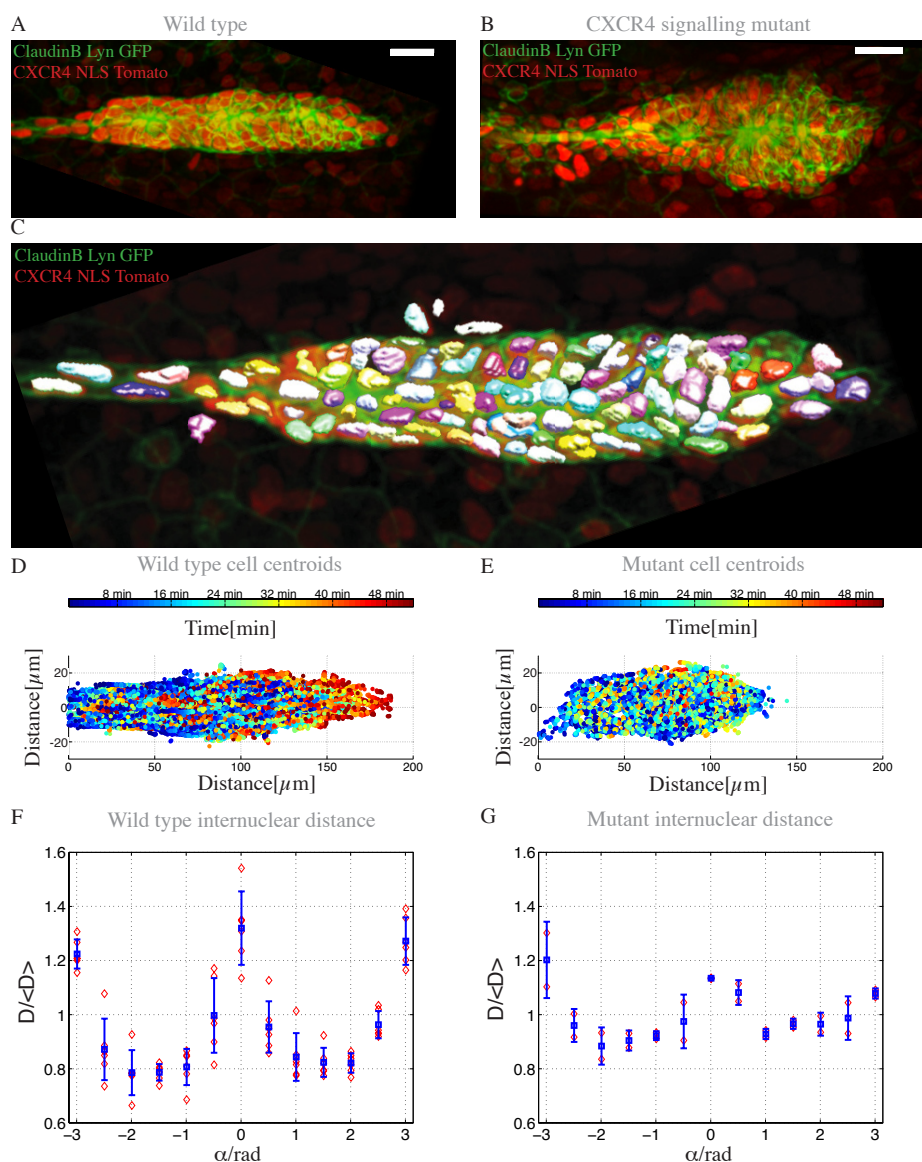 A Wild type
B CXCR4 signalling mutant
ClaudinB Lyn GFP
CXCR4 NLS Tomato
ClaudinB Lyn GFP
CXCR4 NLS Tomato
C
ClaudinB Lyn GFP
CXCR4 NLS Tomato
D Wild type cell centroids
8 min 16 min 24 min 32 min 40 min 48 min
Time[min]
Distance[μm]
20
0
-20
0 50 100 150 200
Distance[μm]
E Mutant cell centroids
8 min 16 min 24 min 32 min 40 min 48 min
Time[min]
Distance[μm]
20
0
-20
0 50 100 150 200
Distance[μm]
F Wild type internuclear distance
D/<D>
1.6
1.4
1.2
1
0.8
0.6
−3 −2 −1 0 1 2 3
α/rad
G Mutant internuclear distance
D/<D>
1.6
1.4
1.2
1
0.8
0.6
−3 −2 −1 0 1 2 3
α/rad